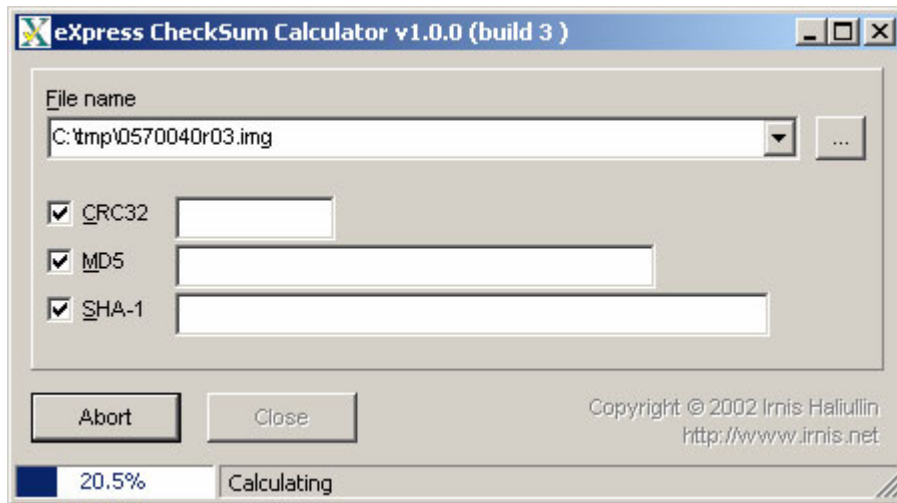 eXpress CheckSum Calculator v1.0.0 (build 3 )
File name
C:\tmp\0570040r03.img
...
CRC32
MD5
SHA-1
Abort
Close
Copyright © 2002 Irnis Haliullin
http://www.irnis.net
20.5%
Calculating